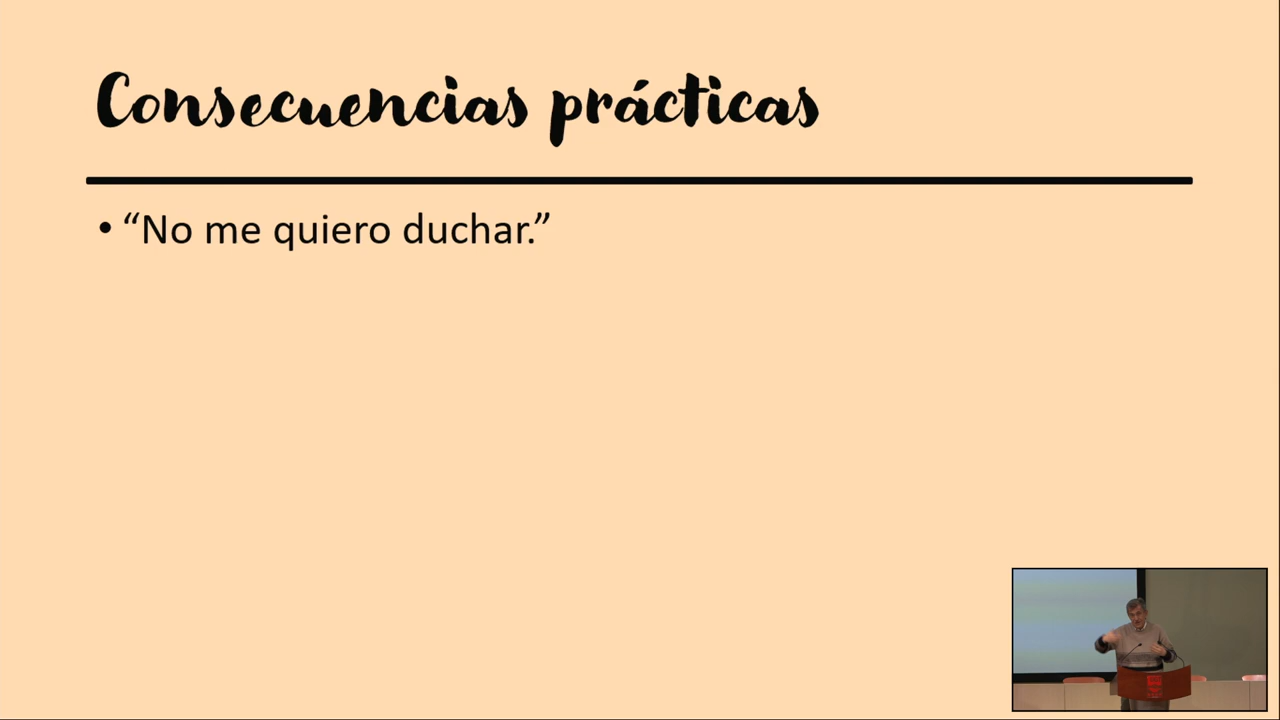 Consecuencias prácticas
• “No me quiero duchar.”